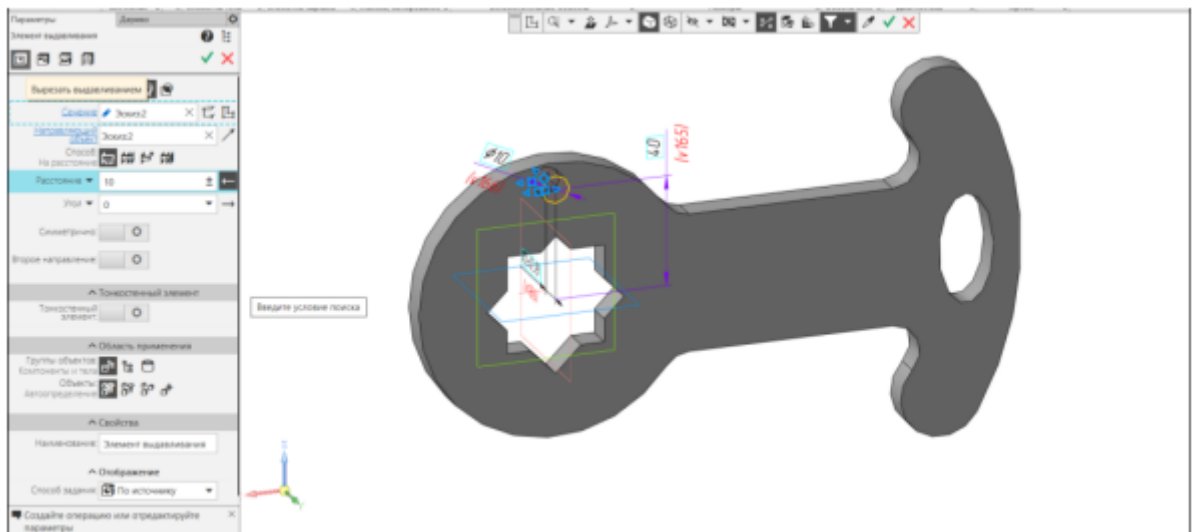 Параметры
Дерево
Элемент выдавливания
Вырезать выдавливанием
Сечение Эскиз2
Направляющий объект Эскиз2
Способ:
На расстояние
Расстояние 10
Угол 0
Симметрично:
Второе направление:
Тонкостенный элемент
Тонкостенный элемент:
Область применения
Группы объектов:
Компоненты и тела
Объекты:
Автоопределение
Свойства
Наименование: Элемент выдавливания
Отображение
Способ задания: По источнику
Создайте операцию или отредактируйте
параметры
Введите условие поиска
⌀10
40
(v165)